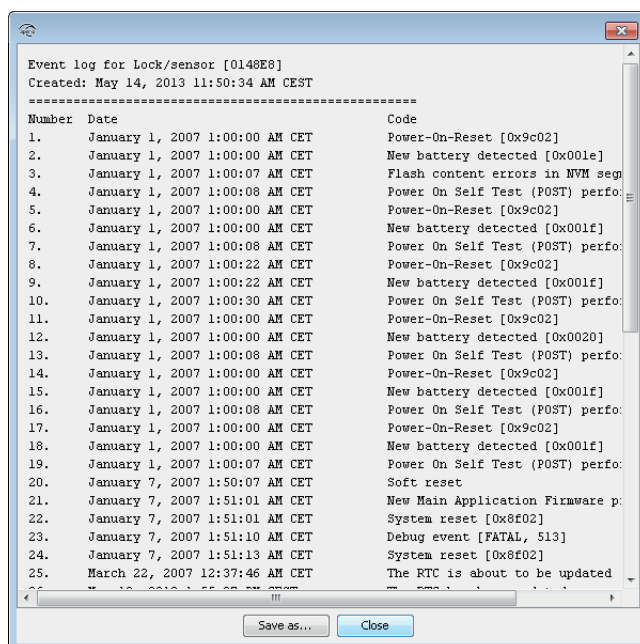 Event log for Lock/sensor [0148E8]
Created: May 14, 2013 11:50:34 AM CEST
====================================================
Number Date Code
1. January 1, 2007 1:00:00 AM CET Power-On-Reset [0x9c02]
2. January 1, 2007 1:00:00 AM CET New battery detected [0x001e]
3. January 1, 2007 1:00:07 AM CET Flash content errors in NVM seg
4. January 1, 2007 1:00:08 AM CET Power On Self Test (POST) perfo
5. January 1, 2007 1:00:00 AM CET Power-On-Reset [0x9c02]
6. January 1, 2007 1:00:00 AM CET New battery detected [0x001f]
7. January 1, 2007 1:00:08 AM CET Power On Self Test (POST) perfo
8. January 1, 2007 1:00:22 AM CET Power-On-Reset [0x9c02]
9. January 1, 2007 1:00:22 AM CET New battery detected [0x001f]
10. January 1, 2007 1:00:30 AM CET Power On Self Test (POST) perfo
11. January 1, 2007 1:00:00 AM CET Power-On-Reset [0x9c02]
12. January 1, 2007 1:00:00 AM CET New battery detected [0x0020]
13. January 1, 2007 1:00:08 AM CET Power On Self Test (POST) perfo
14. January 1, 2007 1:00:00 AM CET Power-On-Reset [0x9c02]
15. January 1, 2007 1:00:00 AM CET New battery detected [0x001f]
16. January 1, 2007 1:00:08 AM CET Power On Self Test (POST) perfo
17. January 1, 2007 1:00:00 AM CET Power-On-Reset [0x9c02]
18. January 1, 2007 1:00:00 AM CET New battery detected [0x001f]
19. January 1, 2007 1:00:07 AM CET Power On Self Test (POST) perfo
20. January 7, 2007 1:50:07 AM CET Soft reset
21. January 7, 2007 1:51:01 AM CET New Main Application Firmware p
22. January 7, 2007 1:51:01 AM CET System reset [0x8f02]
23. January 7, 2007 1:51:10 AM CET Debug event [FATAL, 513]
24. January 7, 2007 1:51:13 AM CET System reset [0x8f02]
25. March 22, 2007 12:37:46 AM CET The RTC is about to be updated
Save as... Close